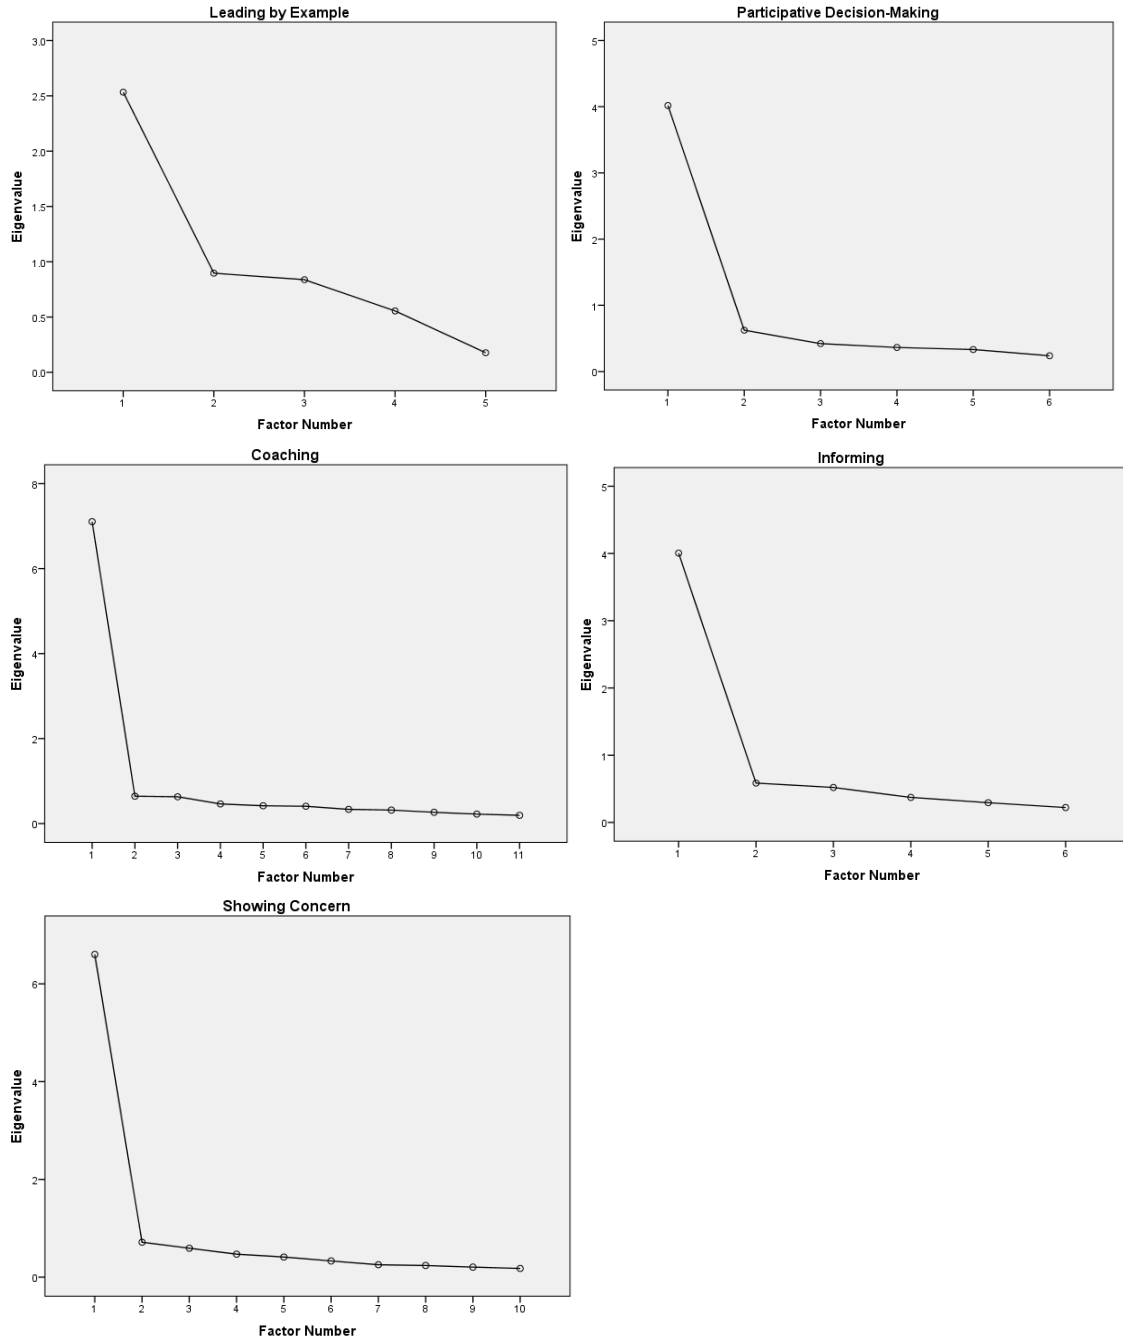 Leading by Example
3.0
2.5
2.0
1.5
1.0
0.5
0.0
Eigenvalue
1 2 3 4 5
Factor Number
Participative Decision-Making
5
4
3
2
1
0
Eigenvalue
1 2 3 4 5 6
Factor Number
Coaching
8
6
4
2
0
Eigenvalue
1 2 3 4 5 6 7 8 9 10 11
Factor Number
Informing
5
4
3
2
1
0
Eigenvalue
1 2 3 4 5 6
Factor Number
Showing Concern
6
4
2
0
Eigenvalue
1 2 3 4 5 6 7 8 9 10
Factor Number